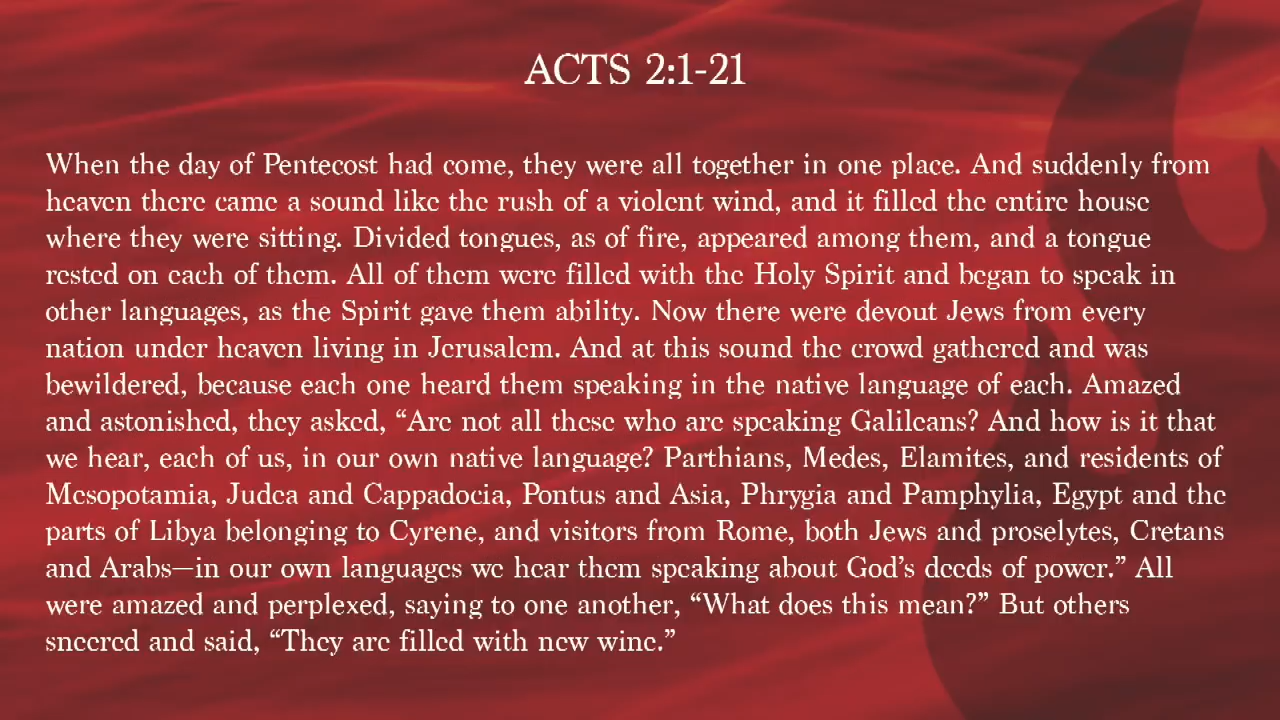 ACTS 2:1-21
When the day of Pentecost had come, they were all together in one place. And suddenly from
heaven there came a sound like the rush of a violent wind, and it filled the entire house
where they were sitting. Divided tongues, as of fire, appeared among them, and a tongue
rested on each of them. All of them were filled with the Holy Spirit and began to speak in
other languages, as the Spirit gave them ability. Now there were devout Jews from every
nation under heaven living in Jerusalem. And at this sound the crowd gathered and was
bewildered, because each one heard them speaking in the native language of each. Amazed
and astonished, they asked, “Are not all these who are speaking Galileans? And how is it that
we hear, each of us, in our own native language? Parthians, Medes, Elamites, and residents of
Mesopotamia, Judea and Cappadocia, Pontus and Asia, Phrygia and Pamphylia, Egypt and the
parts of Libya belonging to Cyrene, and visitors from Rome, both Jews and proselytes, Cretans
and Arabs—in our own languages we hear them speaking about God’s deeds of power.” All
were amazed and perplexed, saying to one another, “What does this mean?” But others
sneered and said, “They are filled with new wine.”